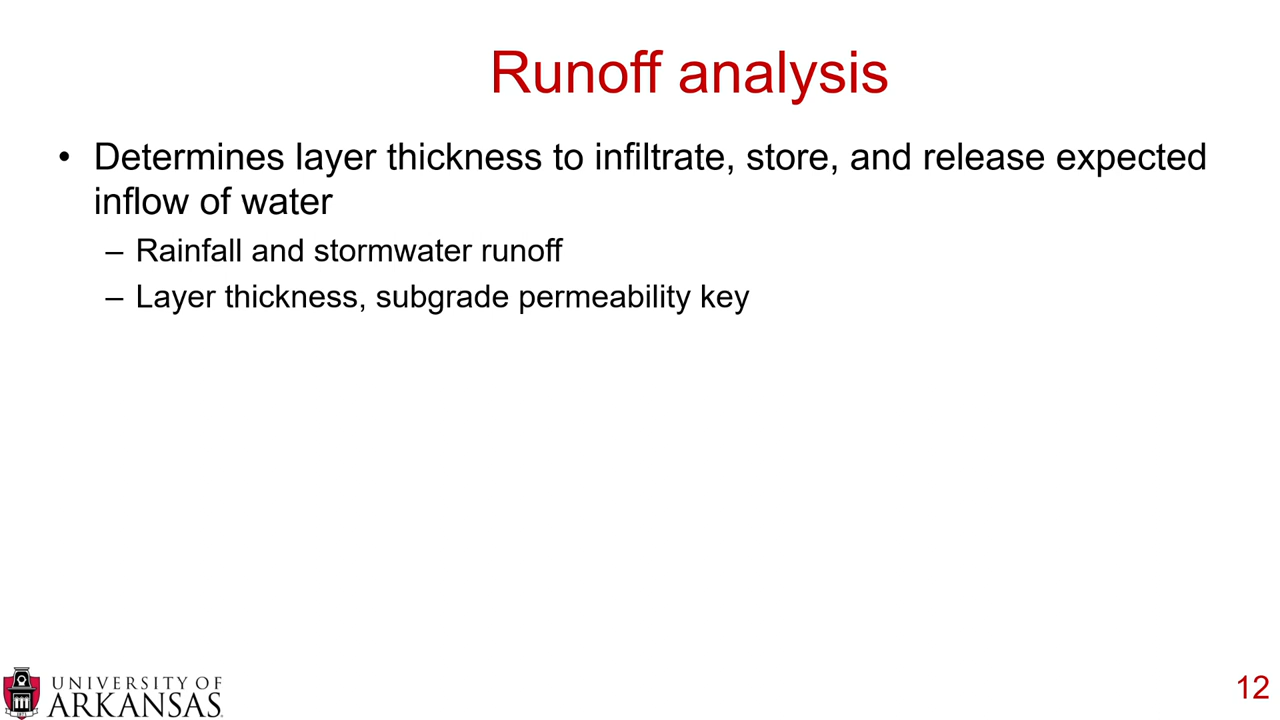 Runoff analysis
• Determines layer thickness to infiltrate, store, and release expected
inflow of water
– Rainfall and stormwater runoff
– Layer thickness, subgrade permeability key
UNIVERSITY OF
ARKANSAS
12